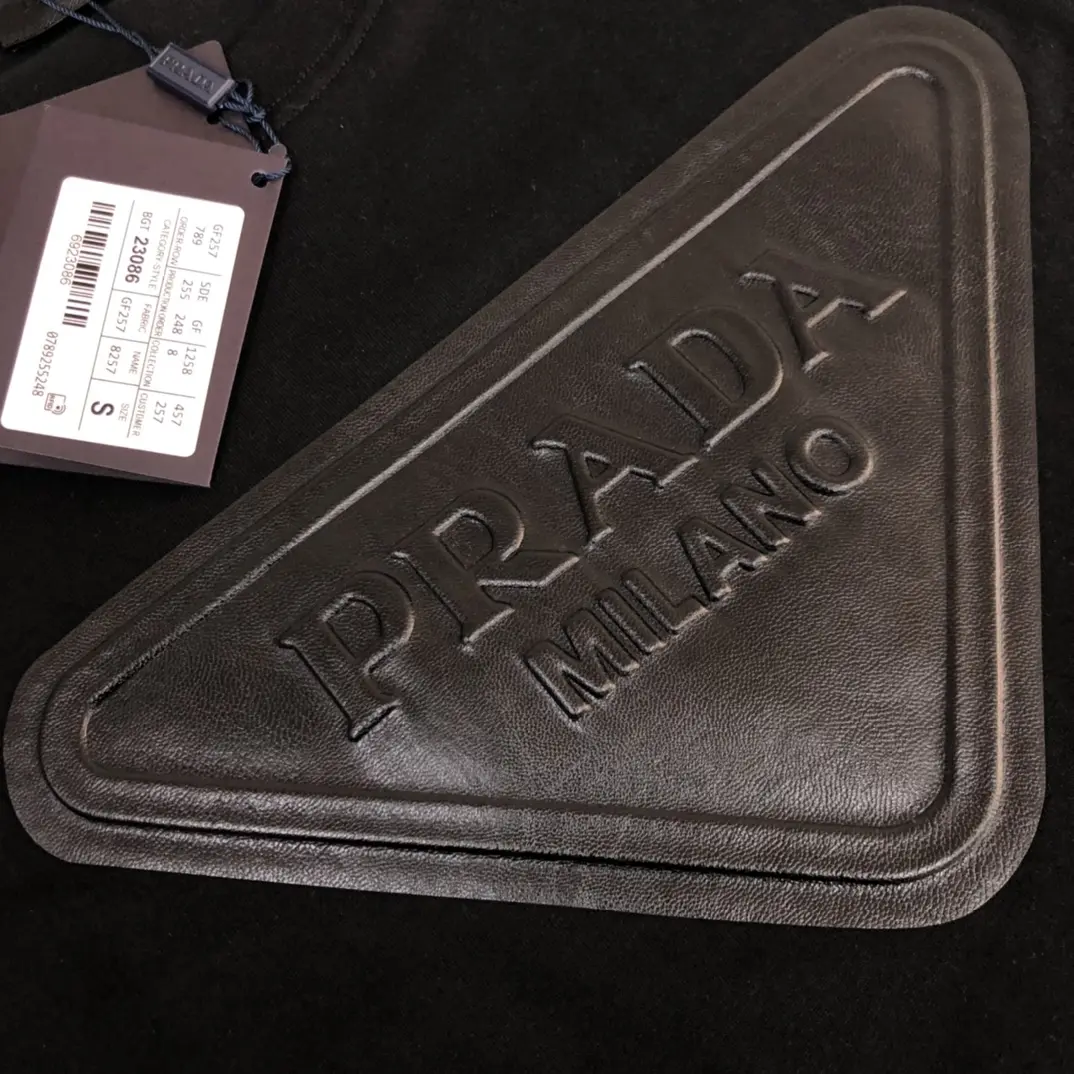 PRADA
GF257 SDE GF 1258 457
789 255 248 8 257
ORDER-ROW PRODUCTION ORDER COLLECTION CUSTOMER
CATEGORY-STYLE FABRIC NAME SIZE
BGT 23086 GF257 8257 S
6923086
0789255248
PRADA
MILANO